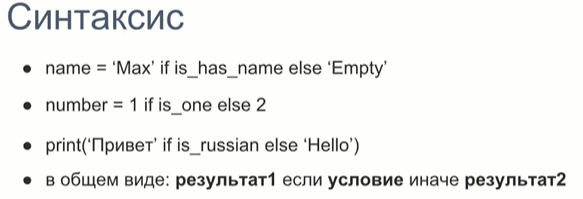 Синтаксис
● name = ‘Max’ if is_has_name else ‘Empty’
● number = 1 if is_one else 2
● print(‘Привет’ if is_russian else ‘Hello’)
● в общем виде: результат1 если условие иначе результат2